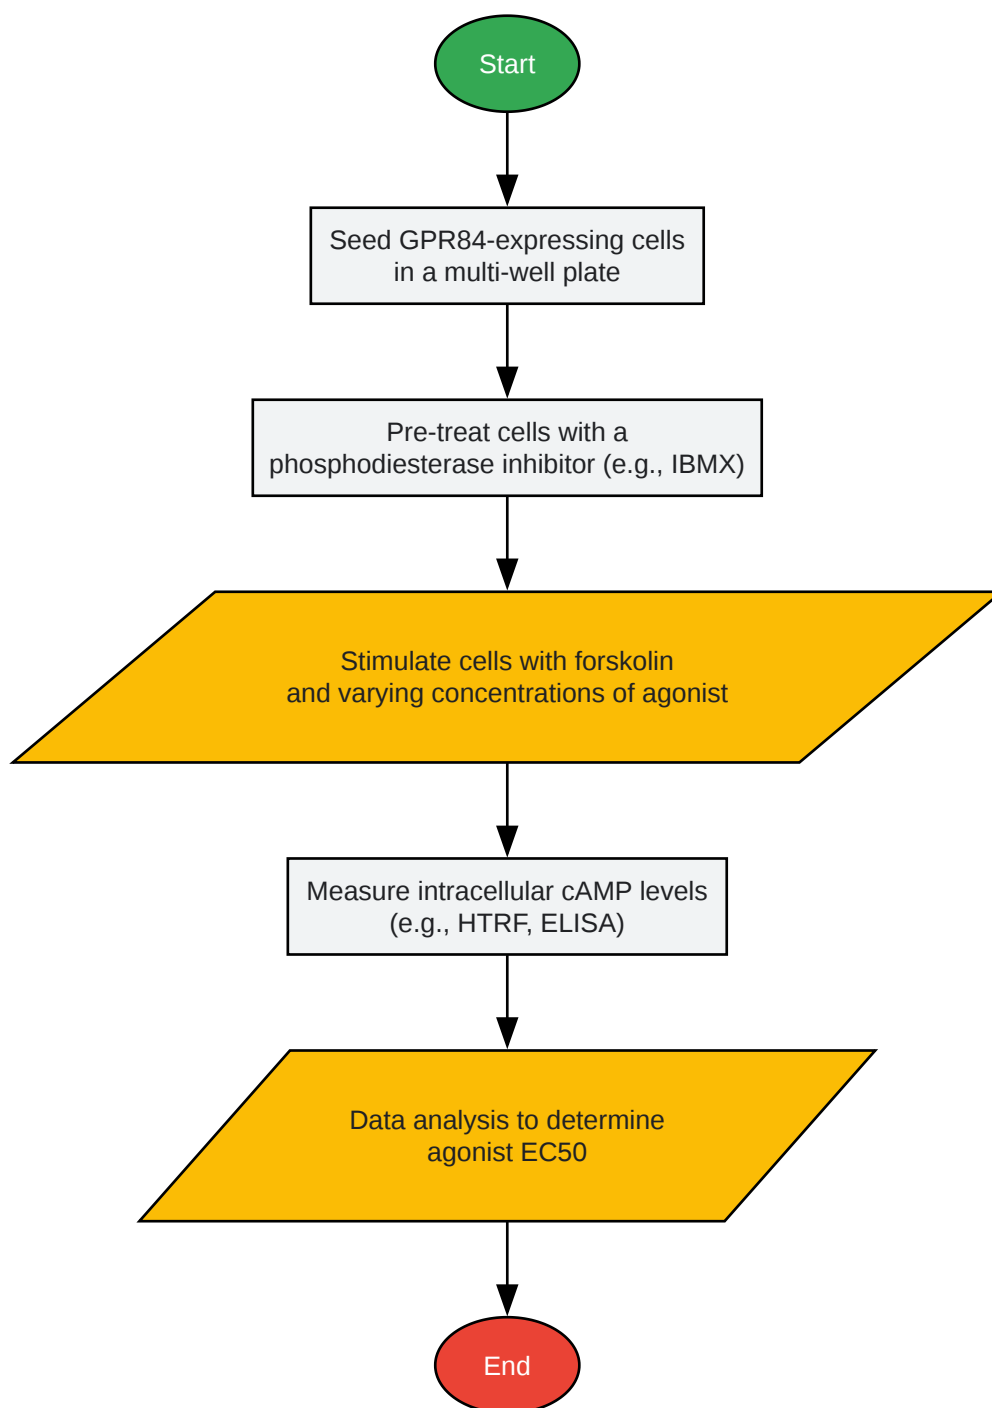 Start
Seed GPR84-expressing cells
in a multi-well plate
Pre-treat cells with a
phosphodiesterase inhibitor (e.g., IBMX)
Stimulate cells with forskolin
and varying concentrations of agonist
Measure intracellular cAMP levels
(e.g., HTRF, ELISA)
Data analysis to determine
agonist EC50
End